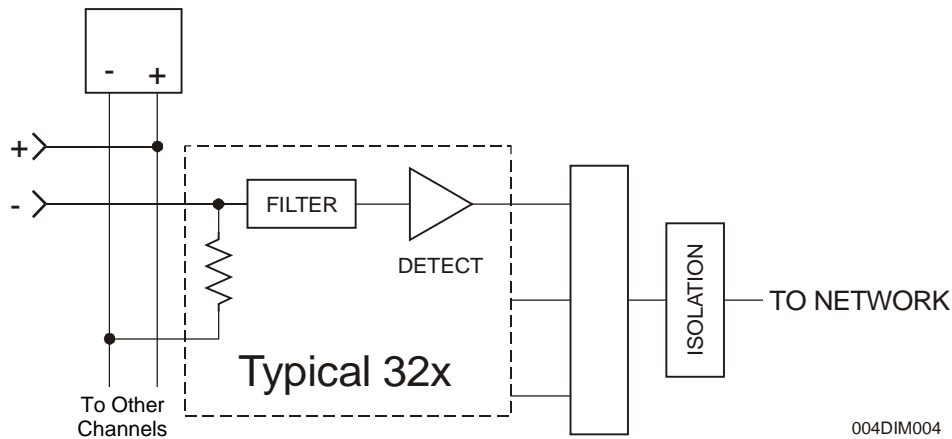 - +
+
-
FILTER
DETECT
ISOLATION
TO NETWORK
Typical 32x
To Other
Channels
004DIM004